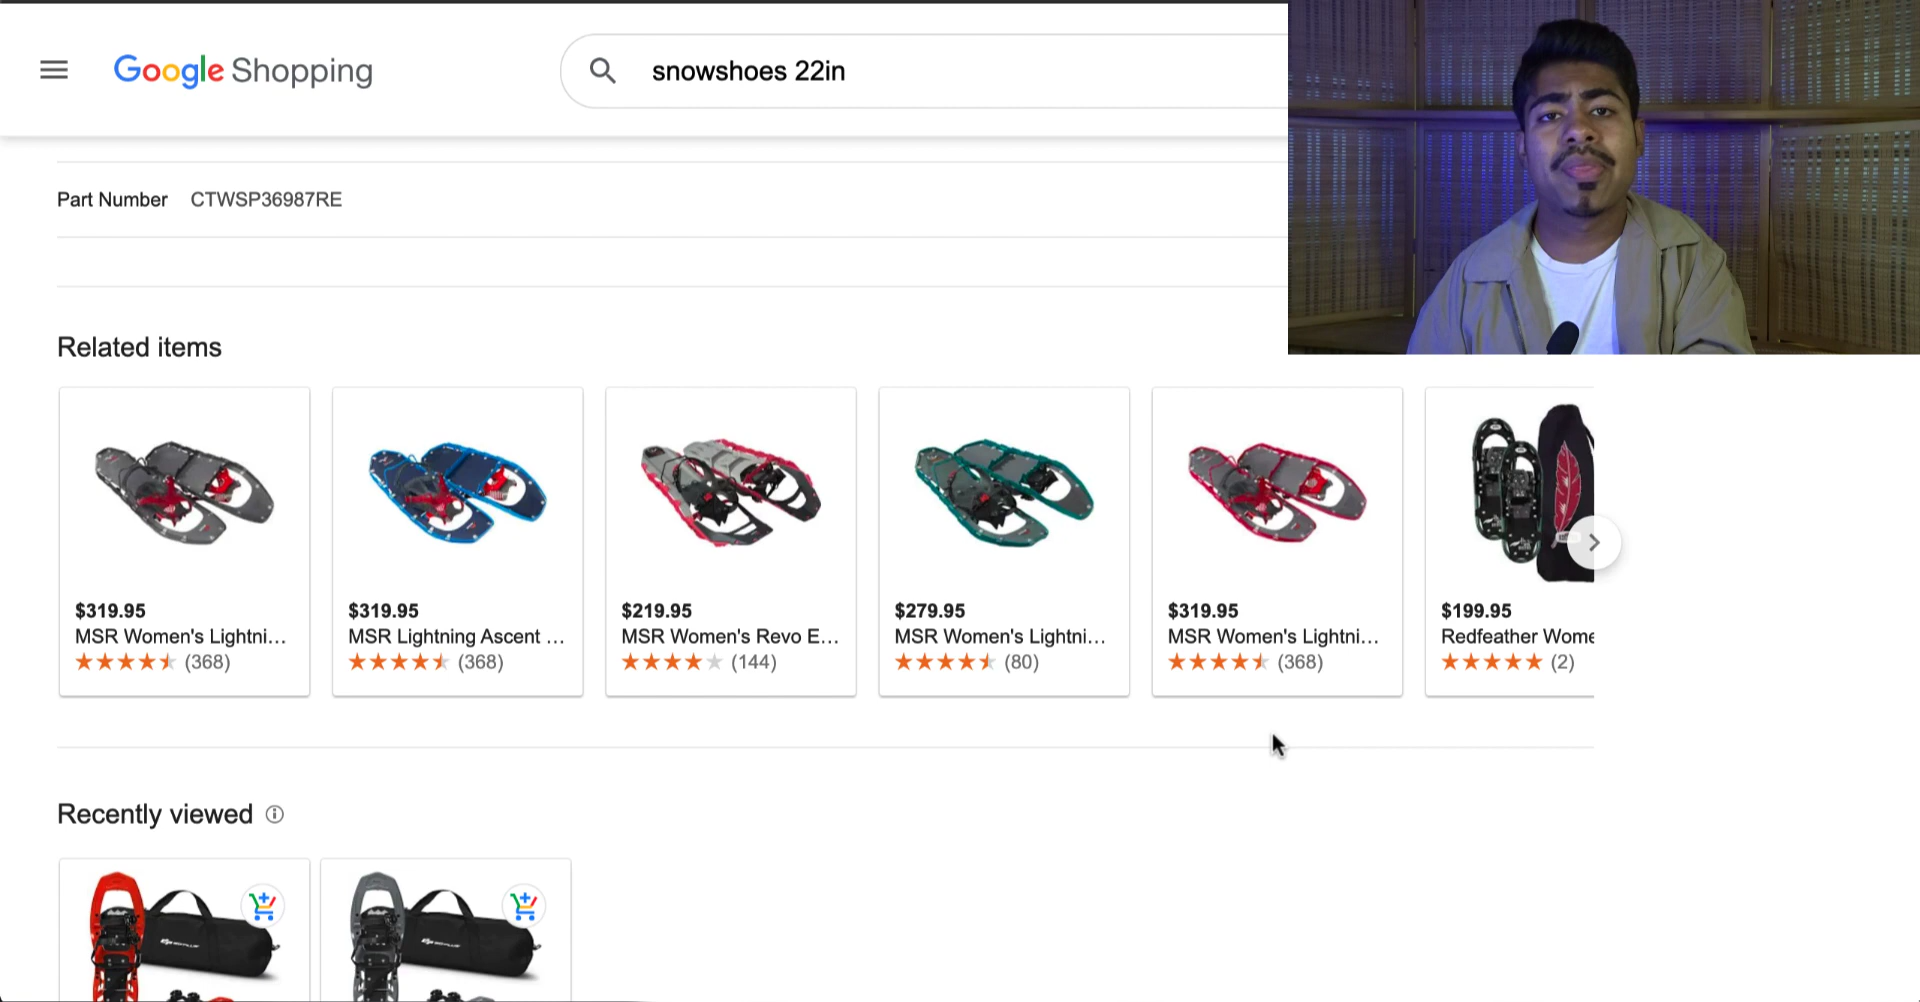 Google Shopping
snowshoes 22in
Part Number CTWSP36987RE
Related items
$319.95
MSR Women's Lightni...
★★★★★ (368)
$319.95
MSR Lightning Ascent ...
★★★★★ (368)
$219.95
MSR Women's Revo E...
★★★★★ (144)
$279.95
MSR Women's Lightni...
★★★★★ (80)
$319.95
MSR Women's Lightni...
★★★★★ (368)
$199.95
Redfeather Wome
★★★★★ (2)
Recently viewed